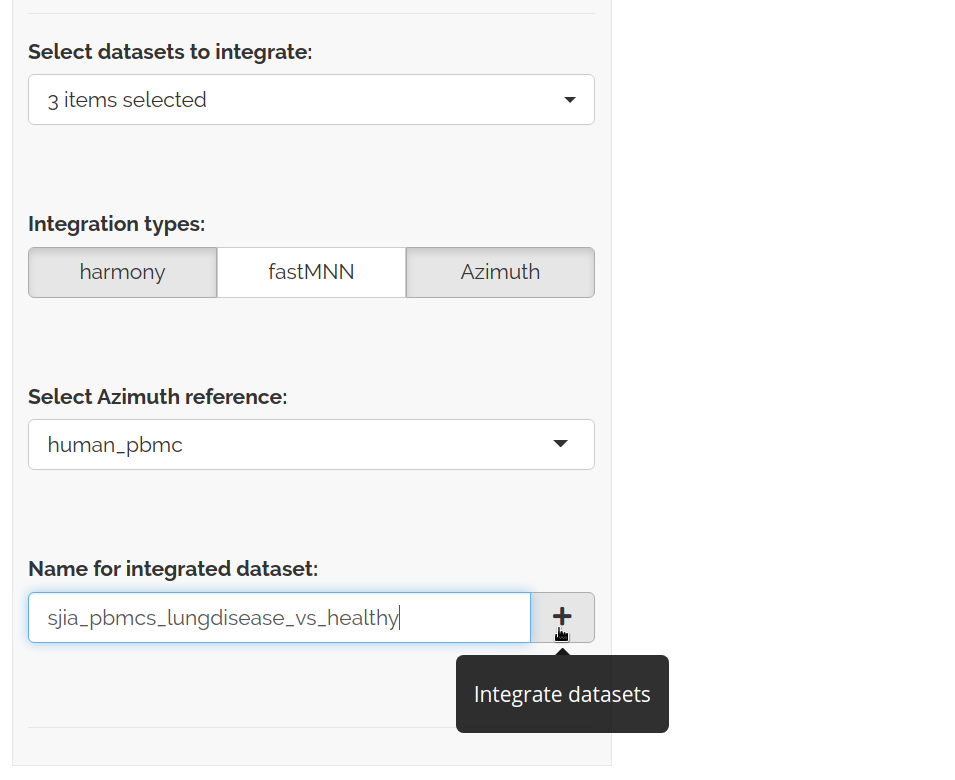 Select datasets to integrate:
3 items selected
Integration types:
harmony fastMNN Azimuth
Select Azimuth reference:
human_pbmc
Name for integrated dataset:
sjia_pbmcs_lungdisease_vs_healthy
Integrate datasets